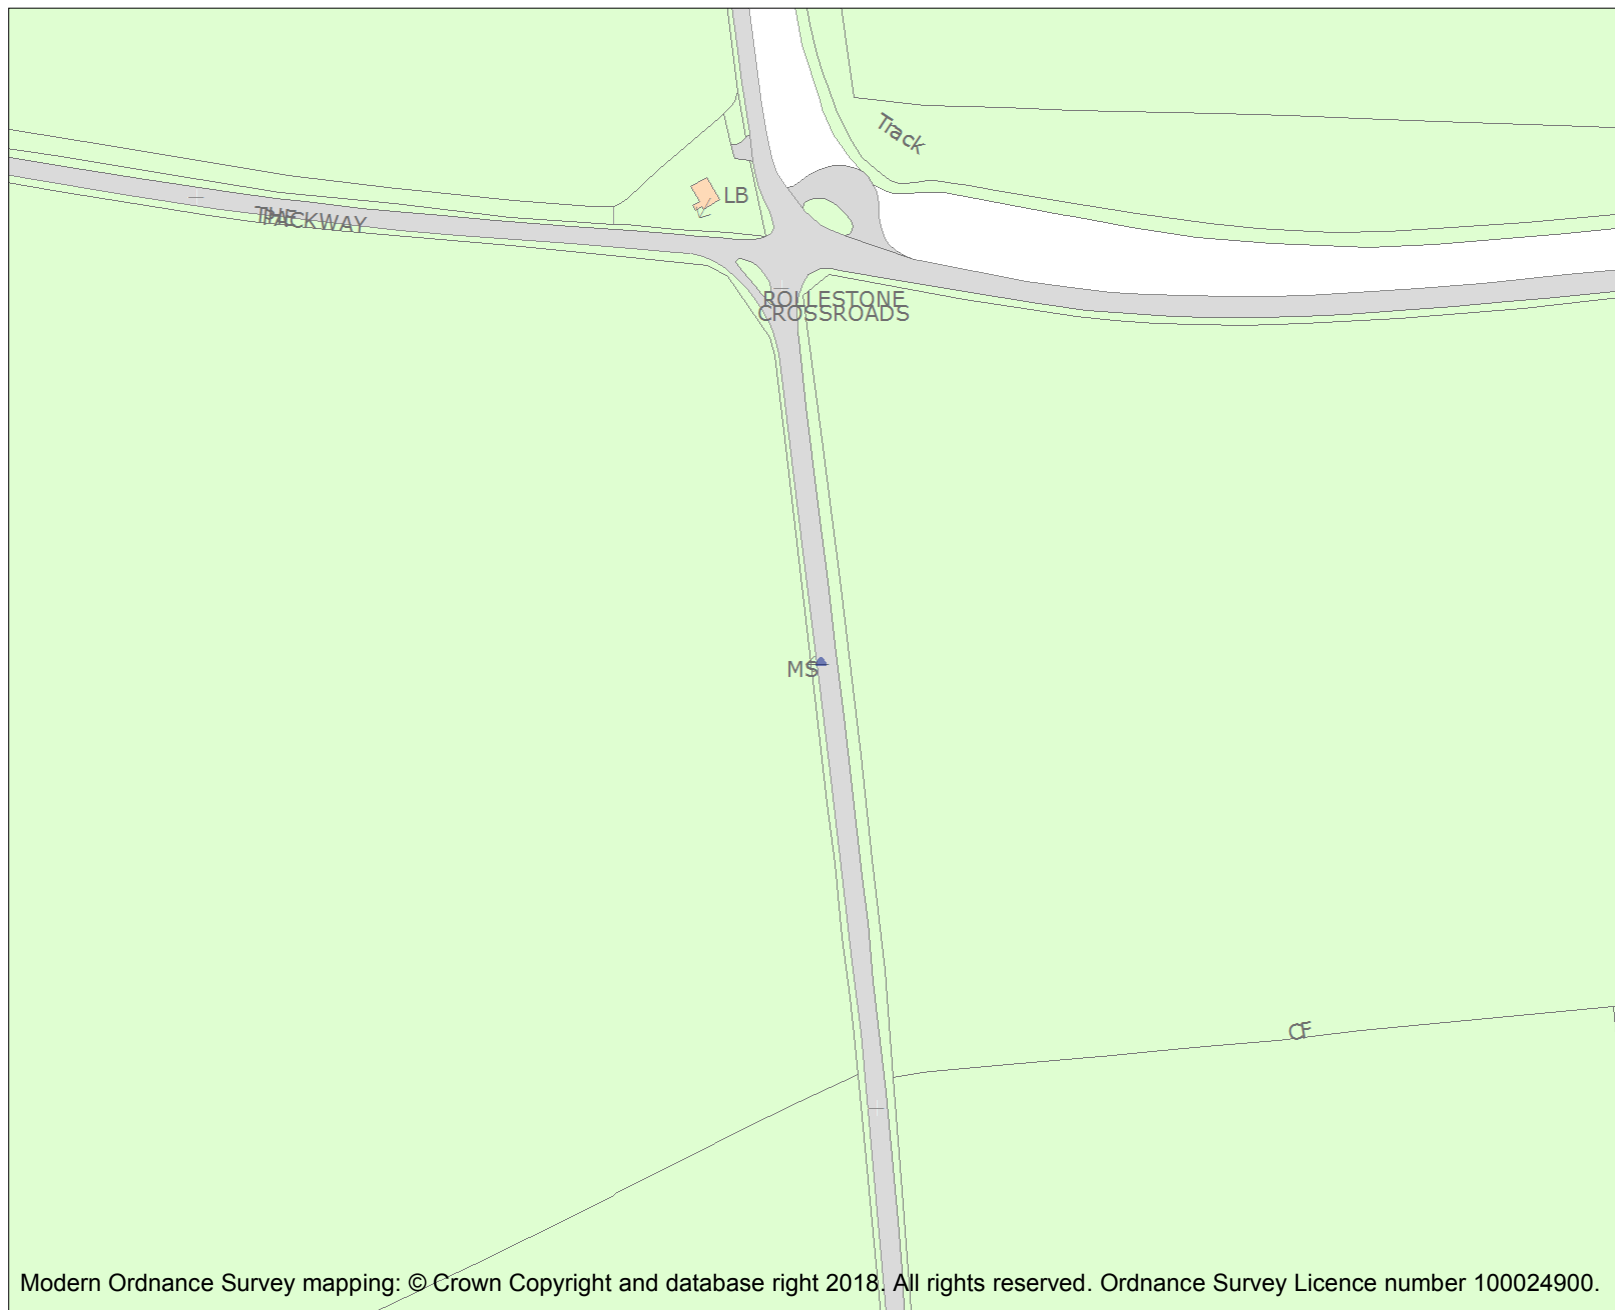 Track
LB
THE
PACKWAY
ROLLESTONE
CROSSROADS
MS
CF
Modern Ordnance Survey mapping: © Crown Copyright and database right 2018. All rights reserved. Ordnance Survey Licence number 100024900.